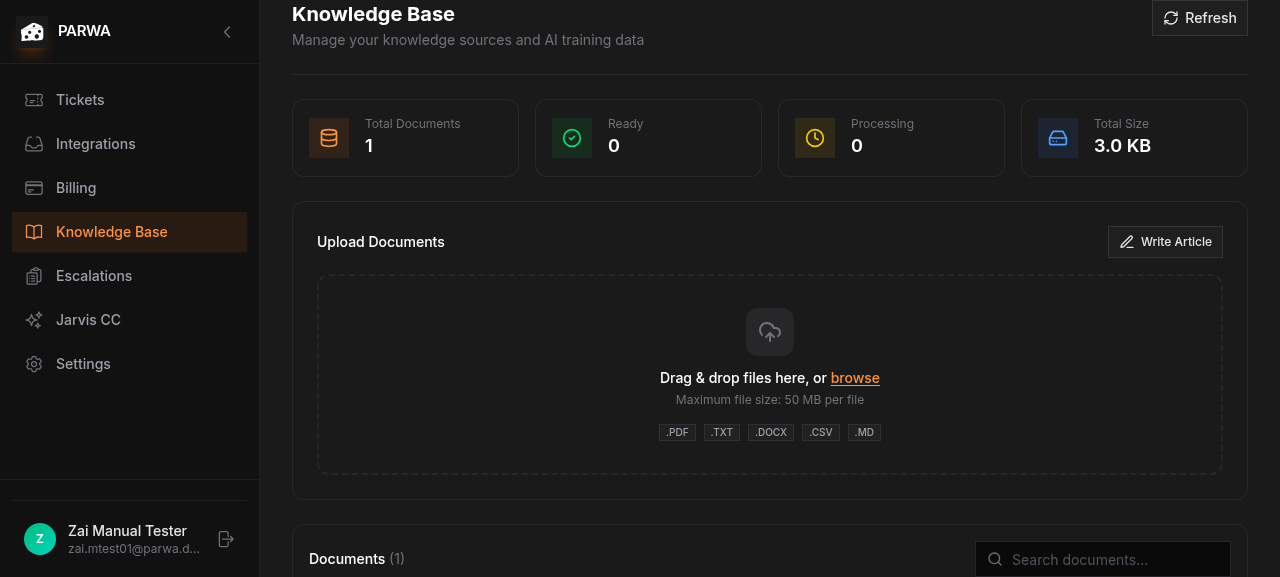 PARWA
Tickets
Integrations
Billing
Knowledge Base
Escalations
Jarvis CC
Settings
Z
Zai Manual Tester
zai.mtest01@parwa.d...
Knowledge Base
Manage your knowledge sources and AI training data
Refresh
Total Documents
1
Ready
0
Processing
0
Total Size
3.0 KB
Upload Documents
Write Article
Drag & drop files here, or browse
Maximum file size: 50 MB per file
.PDF .TXT .DOCX .CSV .MD
Documents (1)
Search documents...